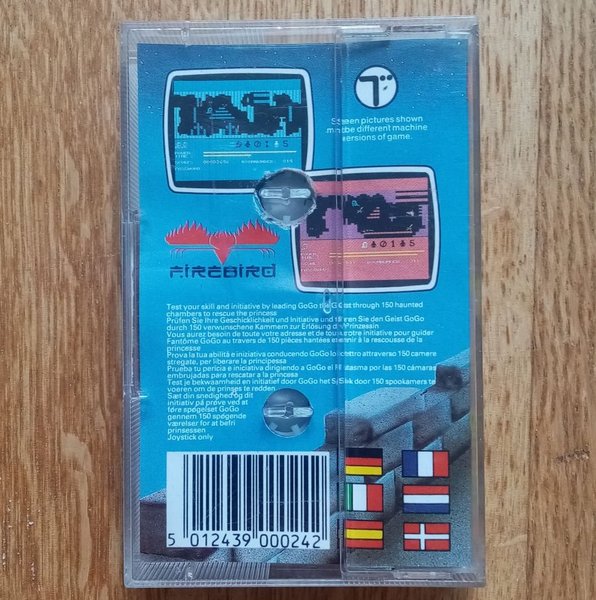 Screen pictures shown
may be different machine
versions of game.
FIREBIRD
Test your skill and initiative by leading GoGo the Ghost through 150 haunted
chambers to rescue the princess
Prüfen Sie Ihre Geschicklichkeit und Initiative und führen Sie den Geist GoGo
durch 150 verwunschene Kammern zur Erlösung der Prinzessin
Vous aurez besoin de toute votre adresse et de toute votre initiative pour guider
Fantôme GoGo au travers de 150 pièces hantées et venir à la rescousse de la
princesse
Prova la tua abilità e iniziativa conducendo GoGo lo spettro attraverso 150 camere
stregate, per liberare la principessa
Prueba tu pericia e iniciativa dirigiendo a GoGo el Fantasma por las 150 cámaras
embrujadas para rescatar a la princesa
Test je bekwaamheid en initiatief door GoGo het Spook door 150 spookamers te
voeren om de prinses te redden
Sæt din snedighed og dit
initiativ på prøve ved at
føre spøgelset GoGo
gennem 150 spøgende
værelser for at befri
prinsessen
Joystick only
5 012439 000242